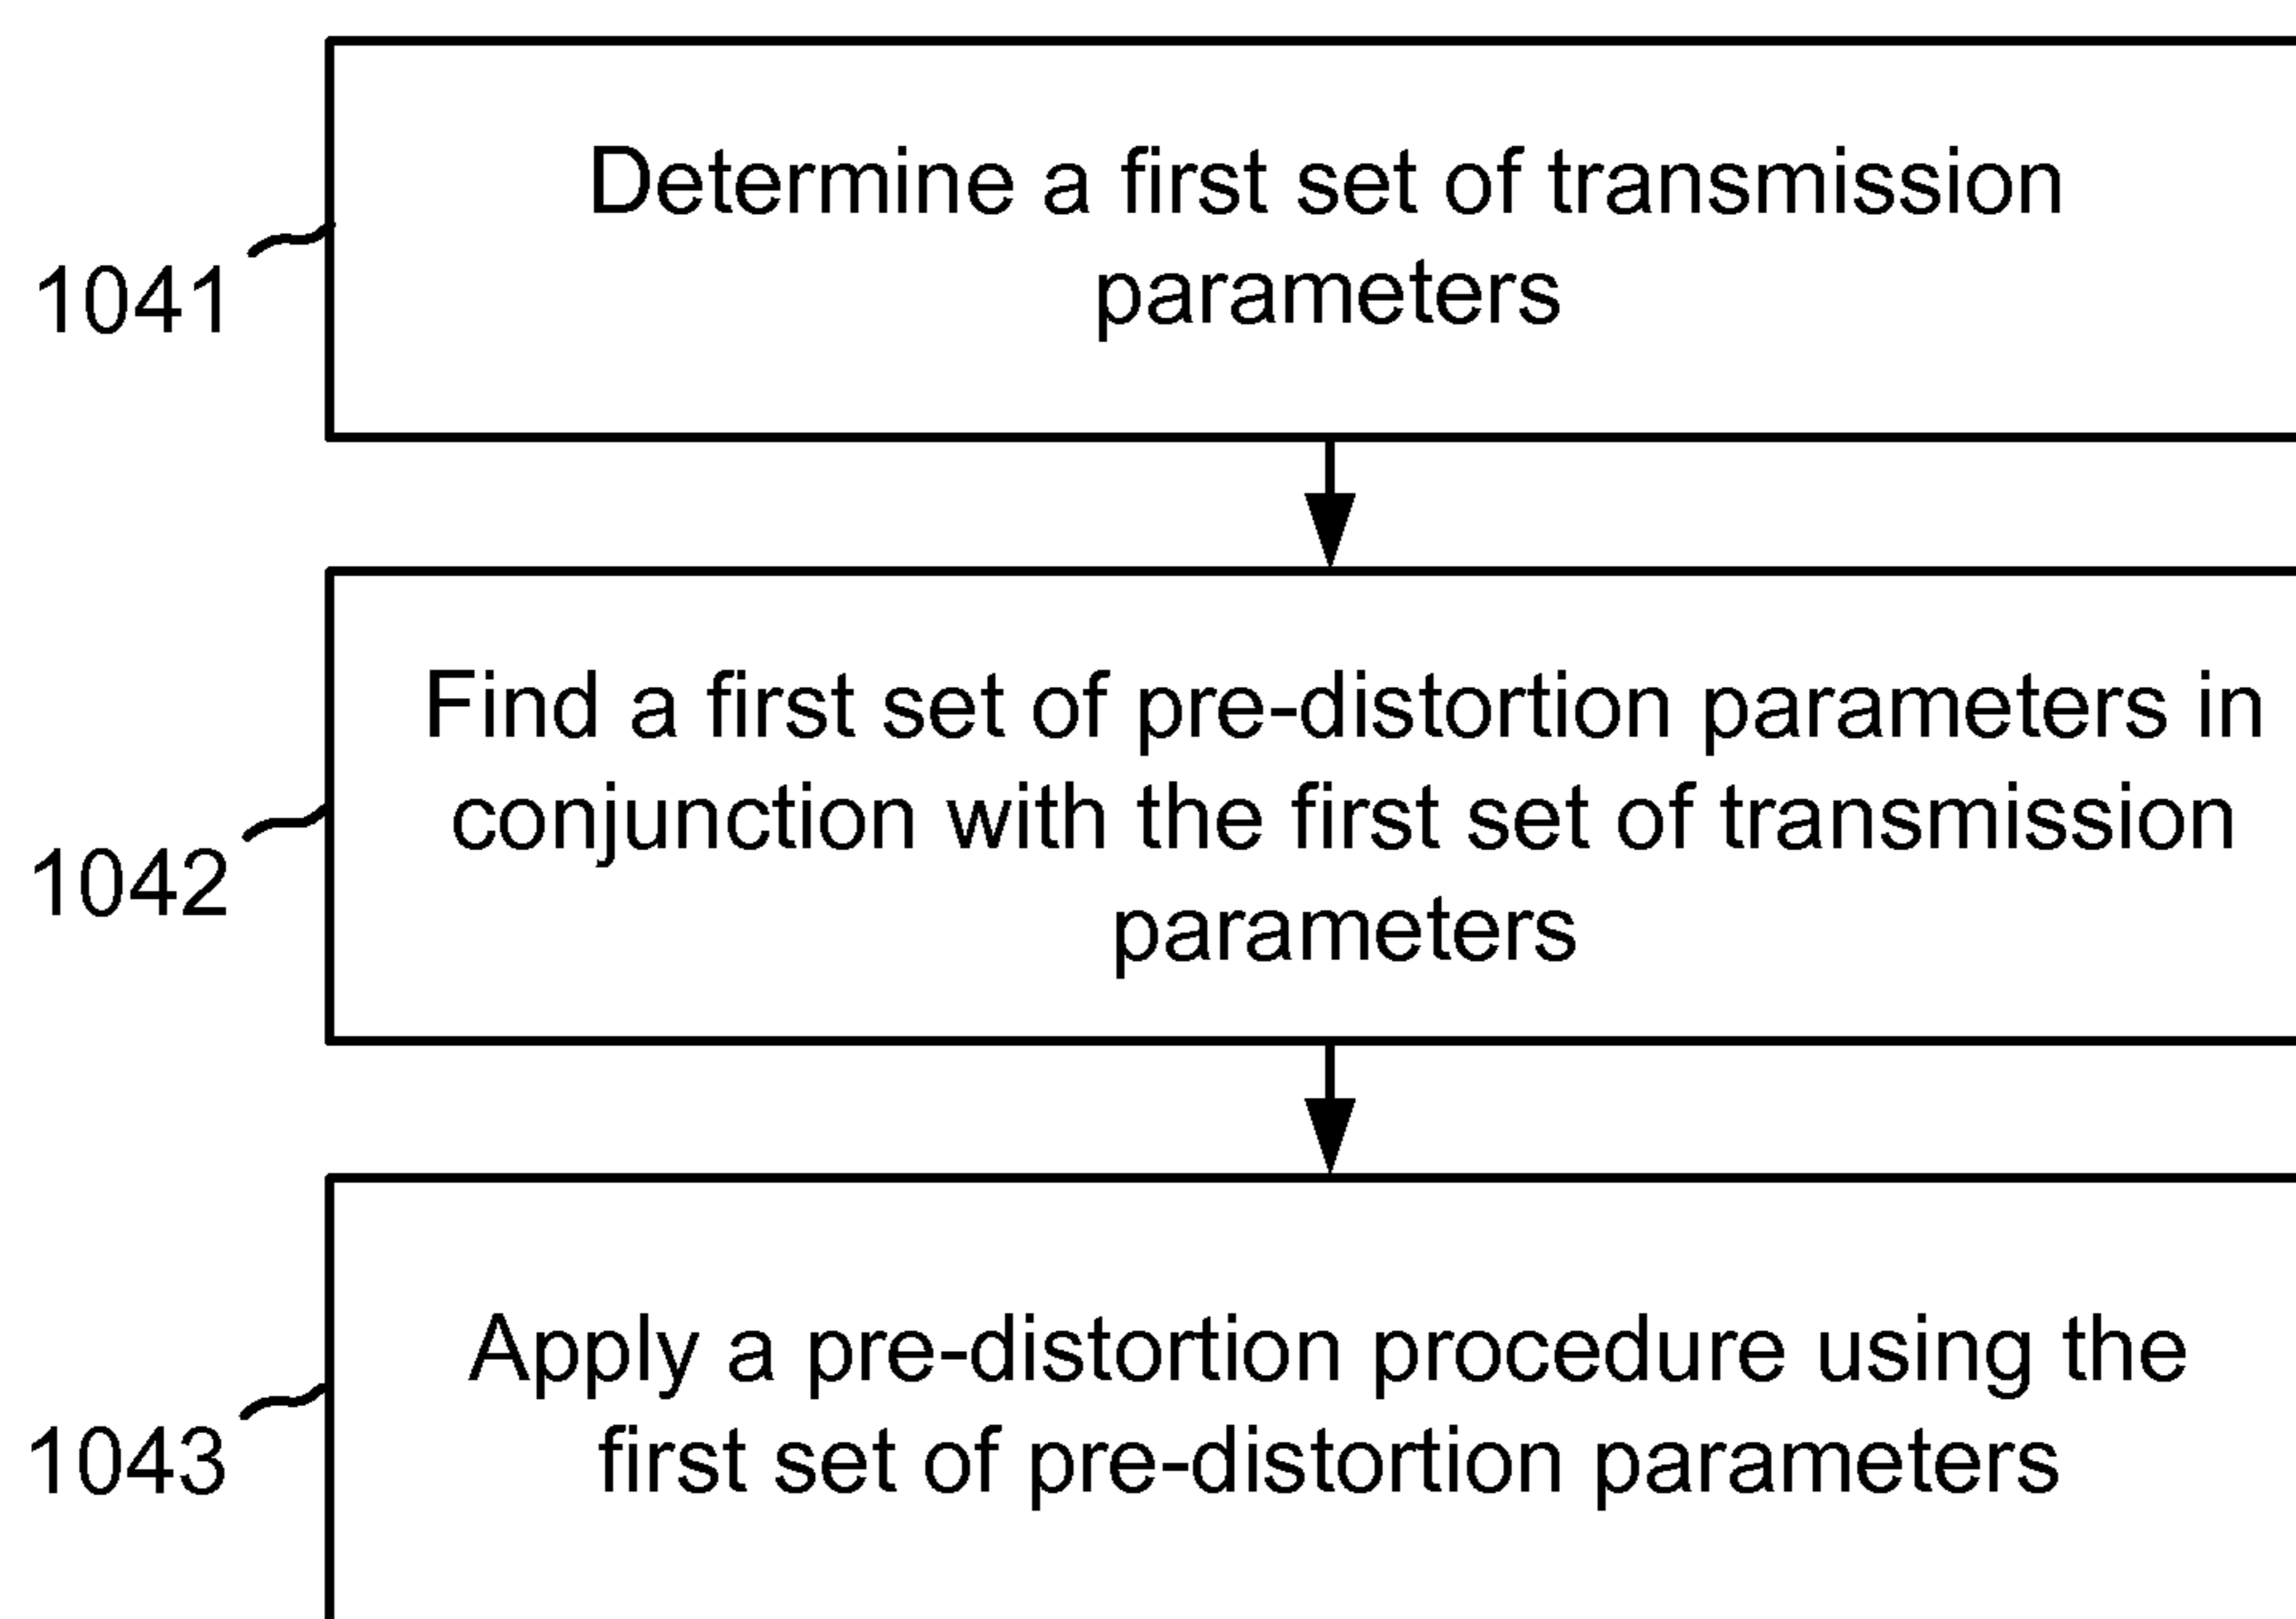 Determine a first set of transmission
parameters
1041
Find a first set of pre-distortion parameters in
conjunction with the first set of transmission
parameters
1042
Apply a pre-distortion procedure using the
first set of pre-distortion parameters
1043